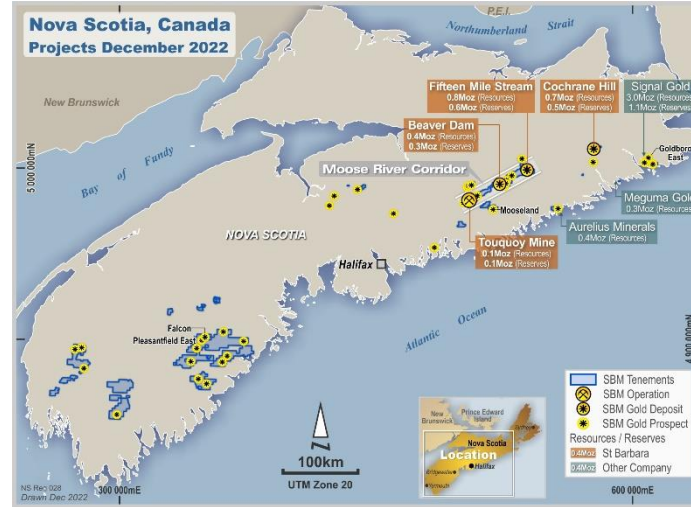 Nova Scotia, Canada
Projects December 2022
P.E.I.
Northumberland Strait
New Brunswick
Bay of Fundy
5 000 000mN
Fifteen Mile Stream
0.8Moz (Resources)
0.6Moz (Reserves)
Cochrane Hill
0.7Moz (Resources)
0.5Moz (Reserves)
Signal Gold
3.0Moz (Resources)
1.1Moz (Reserves)
Beaver Dam
0.4Moz (Resources)
0.3Moz (Reserves)
Moose River Corridor
Goldboro
East
Meguma Gold
0.3Moz (Resources)
Mooseland
Aurelius Minerals
0.4Moz (Resources)
Touquoy Mine
0.1Moz (Resources)
0.1Moz (Reserves)
NOVA SCOTIA
Halifax
Atlantic Ocean
4 900 000mN
Falcon
Pleasantfield East
SBM Tenements
SBM Operation
SBM Gold Deposit
SBM Gold Prospect
Resources / Reserves
0.4Moz St Barbara
0.4Moz Other Company
100km
UTM Zone 20
New
Brunswick
Prince Edward
Island
Nova Scotia
Location
Bridgewater
Halifax
Yarmouth
Drawn Dec 2022
300 000mE
600 000mE